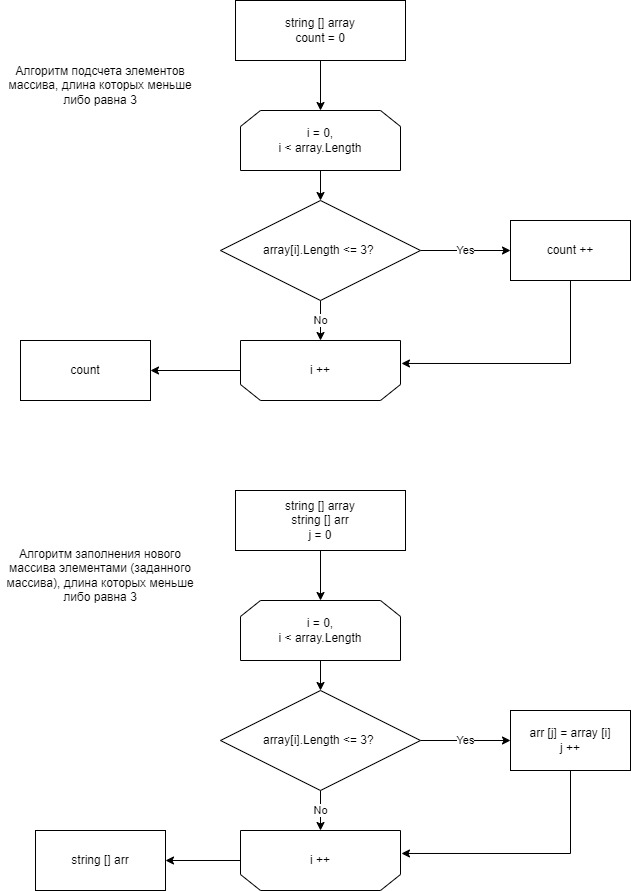 string [] array
count = 0
Алгоритм подсчета элементов
массива, длина которых меньше
либо равна 3
i = 0,
i < array.Length
array[i].Length <= 3?
Yes
count ++
No
count
i ++
string [] array
string [] arr
j = 0
Алгоритм заполнения нового
массива элементами (заданного
массива), длина которых меньше
либо равна 3
i = 0,
i < array.Length
array[i].Length <= 3?
Yes
arr [j] = array [i]
j ++
No
string [] arr
i ++